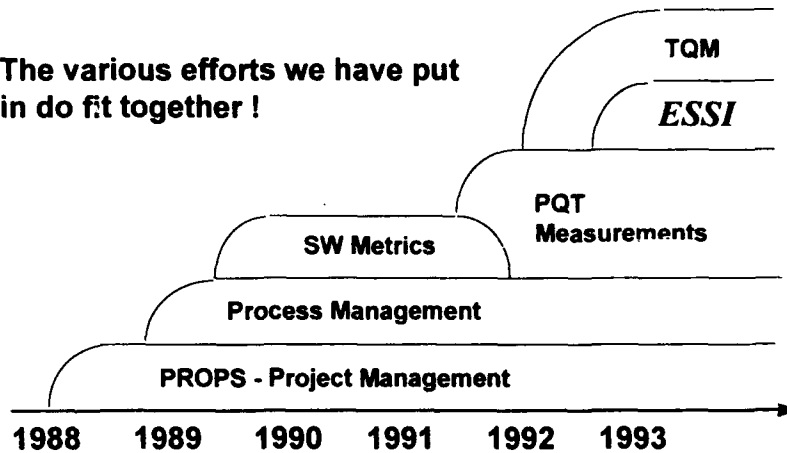 The various efforts we have put
in do fit together !
TQM
ESSI
PQT
Measurements
SW Metrics
Process Management
PROPS - Project Management
1988 1989 1990 1991 1992 1993